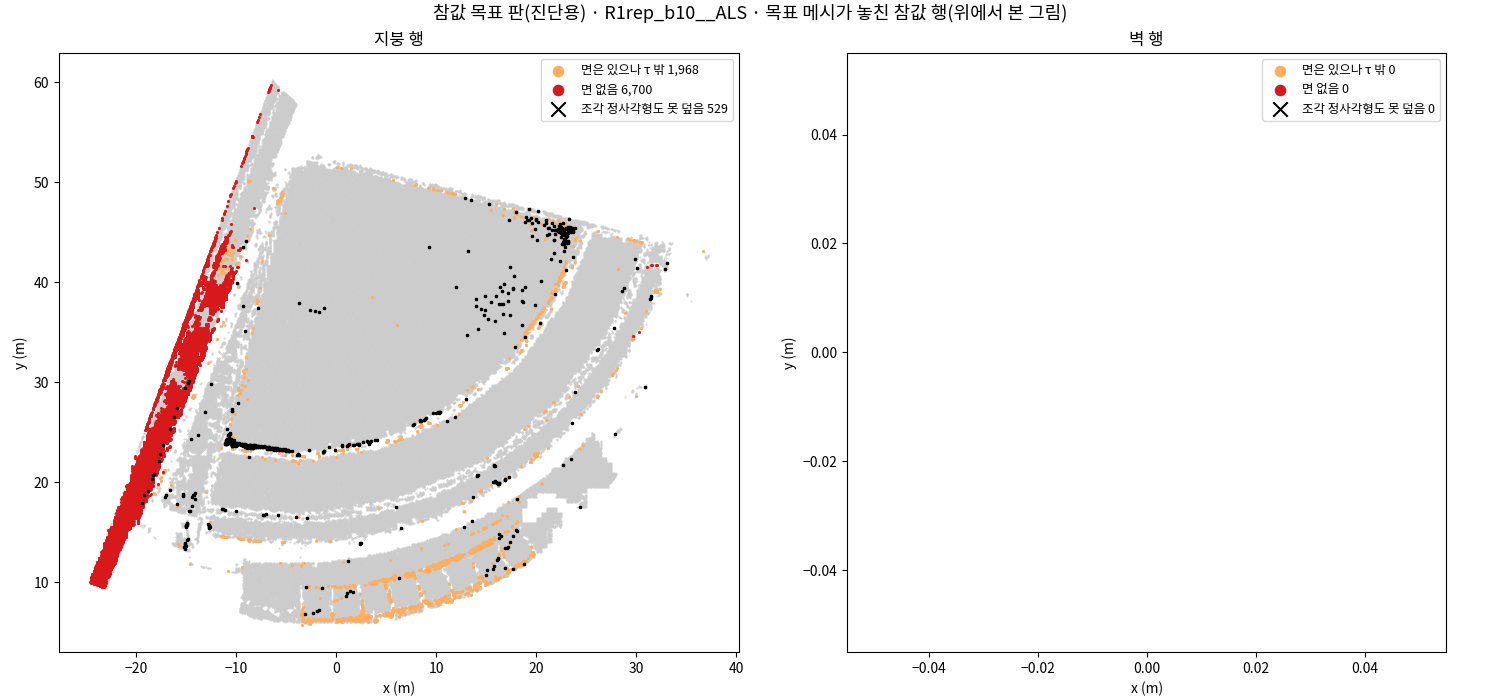 참값 목표 판(진단용) · R1rep_b10__ALS · 목표 메시가 놓친 참값 행(위에서 본 그림)
지붕 행
면은 있으나 τ 밖 1,968
면 없음 6,700
조각 정사각형도 못 덮음 529
60
50
40
30
20
10
y (m)
−20
−10
0
10
20
30
40
x (m)
벽 행
면은 있으나 τ 밖 0
면 없음 0
조각 정사각형도 못 덮음 0
0.04
0.02
0.00
−0.02
−0.04
y (m)
−0.04
−0.02
0.00
0.02
0.04
x (m)